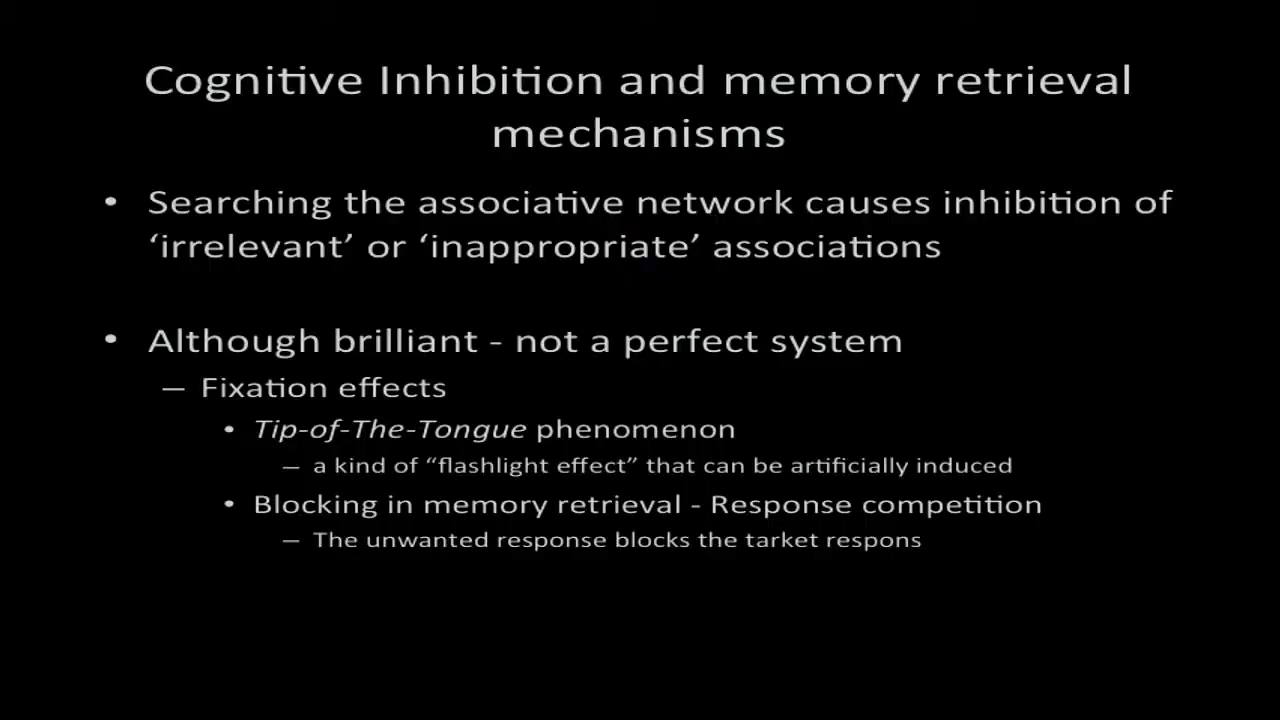 Cognitive Inhibition and memory retrieval
mechanisms
• Searching the associative network causes inhibition of
‘irrelevant’ or ‘inappropriate’ associations
• Although brilliant - not a perfect system
– Fixation effects
• Tip-of-The-Tongue phenomenon
– a kind of “flashlight effect” that can be artificially induced
• Blocking in memory retrieval - Response competition
– The unwanted response blocks the target respons